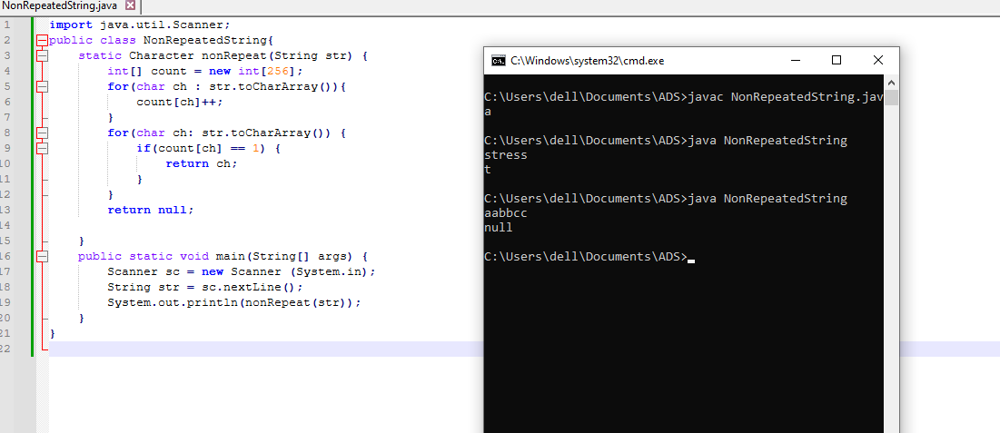 NonRepeatedString.java
1 import java.util.Scanner;
2 public class NonRepeatedString{
3 static Character nonRepeat(String str) {
4 int[] count = new int[256];
5 for(char ch : str.toCharArray()){
6 count[ch]++;
7 }
8 for(char ch: str.toCharArray()) {
9 if(count[ch] == 1) {
10 return ch;
11 }
12 }
13 return null;
14
15 }
16 public static void main(String[] args) {
17 Scanner sc = new Scanner (System.in);
18 String str = sc.nextLine();
19 System.out.println(nonRepeat(str));
20 }
21 }
22
C:\Windows\system32\cmd.exe
C:\Users\dell\Documents\ADS>javac NonRepeatedString.jav
a
C:\Users\dell\Documents\ADS>java NonRepeatedString
stress
t
C:\Users\dell\Documents\ADS>java NonRepeatedString
aabbcc
null
C:\Users\dell\Documents\ADS>